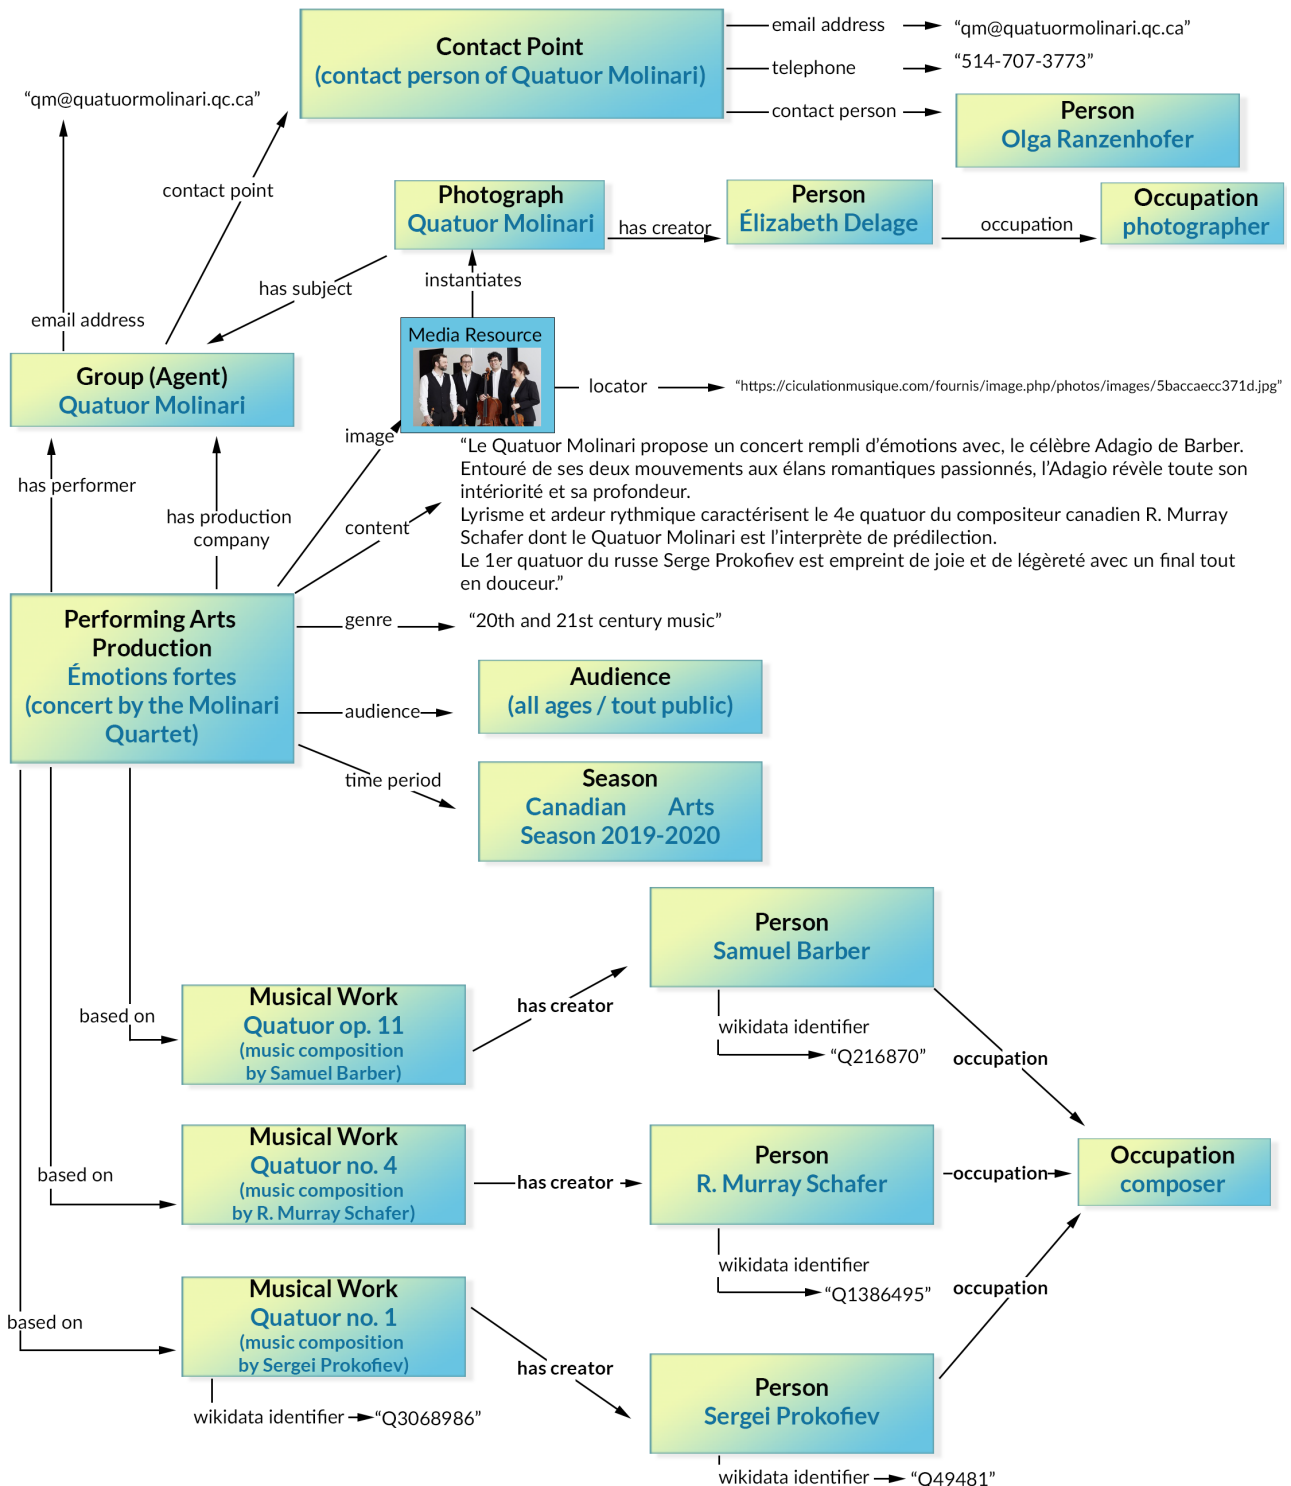 Contact Point
(contact person of Quatuor Molinari)
email address
“qm@quatuormolinari.qc.ca”
telephone
“514-707-3773”
contact person
Person
Olga Ranzenhofer
“qm@quatuormolinari.qc.ca”
contact point
email address
Photograph
Quatuor Molinari
has creator
Person
Élizabeth Delage
occupation
Occupation
photographer
has subject
instantiates
Media Resource
locator
“https://ciculationmusique.com/fournis/image.php/photos/images/5baccaecc371d.jpg”
Group (Agent)
Quatuor Molinari
has performer
has production
company
image
content
“Le Quatuor Molinari propose un concert rempli d’émotions avec, le célèbre Adagio de Barber.
Entouré de ses deux mouvements aux élans romantiques passionnés, l’Adagio révèle toute son
intériorité et sa profondeur.
Lyrisme et ardeur rythmique caractérisent le 4e quatuor du compositeur canadien R. Murray
Schafer dont le Quatuor Molinari est l’interprète de prédilection.
Le 1er quatuor du russe Serge Prokofiev est empreint de joie et de légèreté avec un final tout
en douceur.”
Performing Arts
Production
Émotions fortes
(concert by the Molinari
Quartet)
genre
“20th and 21st century music”
audience
Audience
(all ages / tout public)
time period
Season
Canadian Arts
Season 2019-2020
based on
Musical Work
Quatuor op. 11
(music composition
by Samuel Barber)
has creator
Person
Samuel Barber
wikidata identifier
“Q216870”
occupation
based on
Musical Work
Quatuor no. 4
(music composition
by R. Murray Schafer)
has creator
Person
R. Murray Schafer
occupation
Occupation
composer
wikidata identifier
“Q1386495”
occupation
based on
Musical Work
Quatuor no. 1
(music composition
by Sergei Prokofiev)
has creator
wikidata identifier
“Q3068986”
Person
Sergei Prokofiev
wikidata identifier
“Q49481”